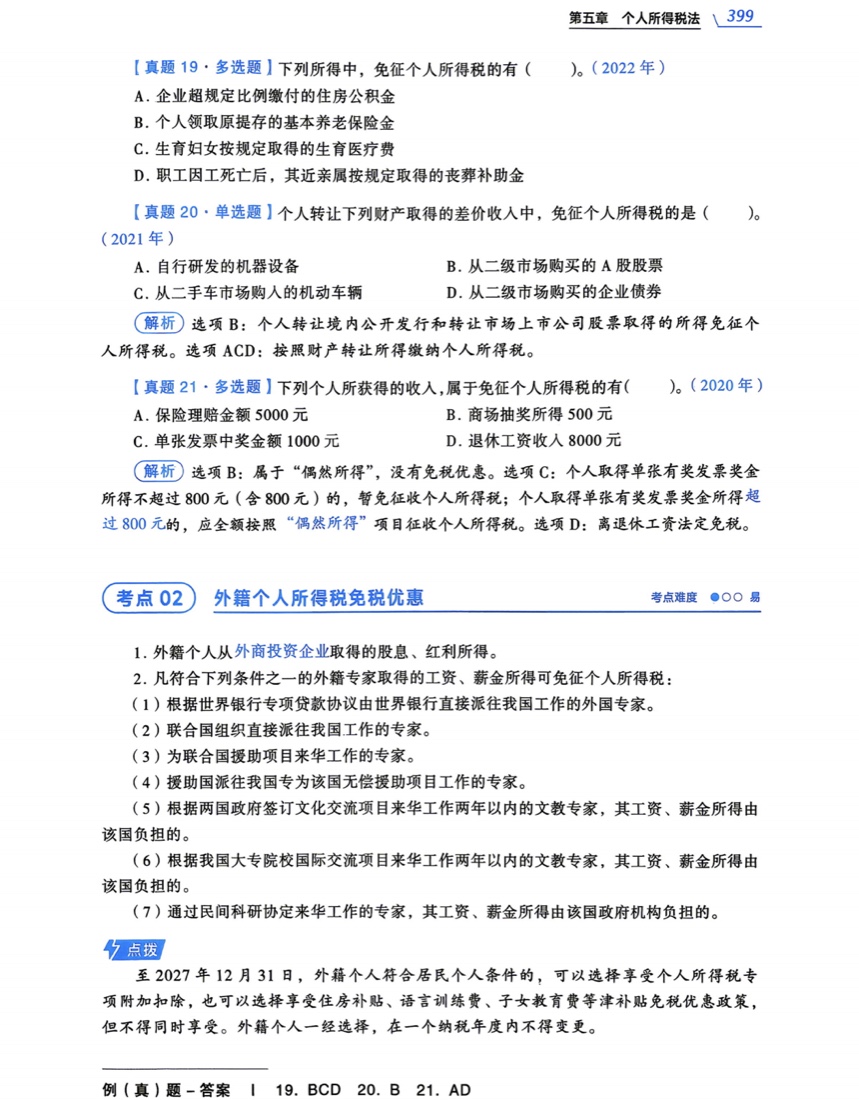 第五章 个人所得税法 399
【真题 19·多选题】下列所得中，免征个人所得税的有（ ）。（2022 年）
A. 企业超规定比例缴付的住房公积金
B. 个人领取原提存的基本养老保险金
C. 生育妇女按规定取得的生育医疗费
D. 职工因工死亡后，其近亲属按规定取得的丧葬补助金
【真题 20·单选题】个人转让下列财产取得的差价收入中，免征个人所得税的是（ ）。
（2021 年）
A. 自行研发的机器设备 B. 从二级市场购买的 A 股股票
C. 从二手车市场购入的机动车辆 D. 从二级市场购买的企业债券
解析 选项 B：个人转让境内公开发行和转让市场上市公司股票取得的所得免征个
人所得税。选项 ACD：按照财产转让所得缴纳个人所得税。
【真题 21·多选题】下列个人所获得的收入,属于免征个人所得税的有( )。（2020 年）
A. 保险理赔金额 5000 元 B. 商场抽奖所得 500 元
C. 单张发票中奖金额 1000 元 D. 退休工资收入 8000 元
解析 选项 B：属于“偶然所得”，没有免税优惠。选项 C：个人取得单张有奖发票奖金
所得不超过 800 元（含 800 元）的，暂免征收个人所得税；个人取得单张有奖发票奖金所得超
过 800 元的，应全额按照“偶然所得”项目征收个人所得税。选项 D：离退休工资法定免税。
考点 02 外籍个人所得税免税优惠 考点难度 ●○○ 易
1. 外籍个人从外商投资企业取得的股息、红利所得。
2. 凡符合下列条件之一的外籍专家取得的工资、薪金所得可免征个人所得税：
（1）根据世界银行专项贷款协议由世界银行直接派往我国工作的外国专家。
（2）联合国组织直接派往我国工作的专家。
（3）为联合国援助项目来华工作的专家。
（4）援助国派往我国专为该国无偿援助项目工作的专家。
（5）根据两国政府签订文化交流项目来华工作两年以内的文教专家，其工资、薪金所得由
该国负担的。
（6）根据我国大专院校国际交流项目来华工作两年以内的文教专家，其工资、薪金所得由
该国负担的。
（7）通过民间科研协定来华工作的专家，其工资、薪金所得由该国政府机构负担的。
点拨
至 2027 年 12 月 31 日，外籍个人符合居民个人条件的，可以选择享受个人所得税专
项附加扣除，也可以选择享受住房补贴、语言训练费、子女教育费等津补贴免税优惠政策，
但不得同时享受。外籍个人一经选择，在一个纳税年度内不得变更。
例（真）题－答案 | 19. BCD 20. B 21. AD